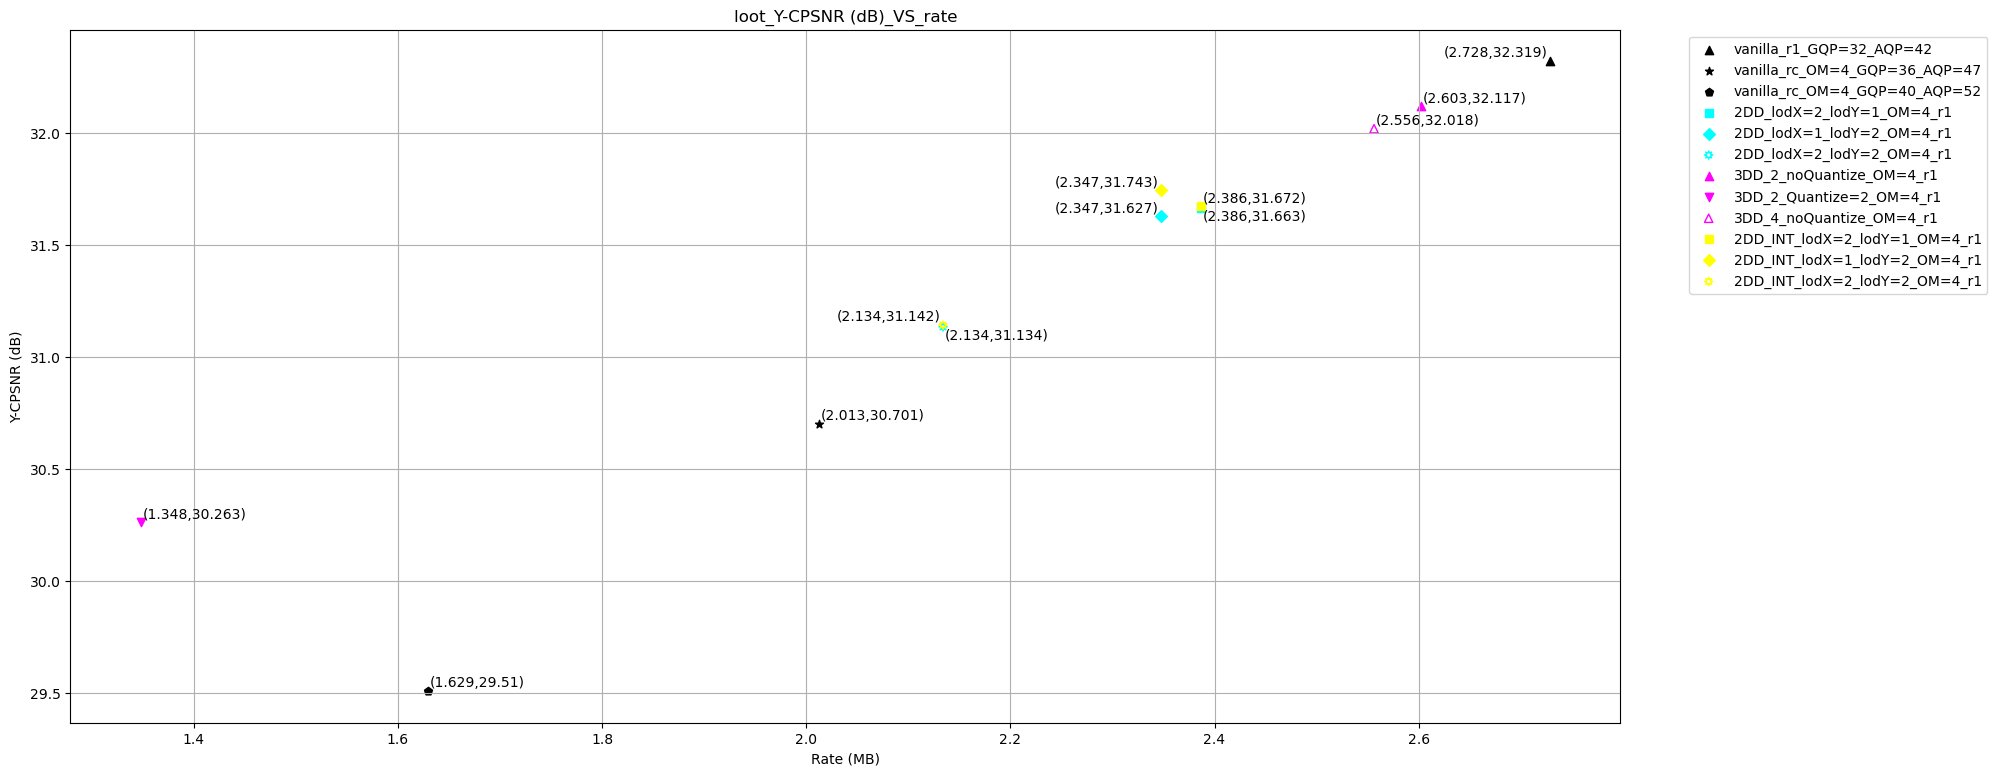 loot_Y-CPSNR (dB)_VS_rate
(2.728,32.319)
(2.603,32.117)
(2.556,32.018)
(2.347,31.743)
(2.347,31.627)
(2.386,31.672)
(2.386,31.663)
(2.134,31.142)
(2.134,31.134)
(2.013,30.701)
(1.348,30.263)
(1.629,29.51)
Y-CPSNR (dB)
32.0
31.5
31.0
30.5
30.0
29.5
1.4
1.6
1.8
2.0
2.2
2.4
2.6
Rate (MB)
vanilla_r1_GQP=32_AQP=42
vanilla_rc_OM=4_GQP=36_AQP=47
vanilla_rc_OM=4_GQP=40_AQP=52
2DD_lodX=2_lodY=1_OM=4_r1
2DD_lodX=1_lodY=2_OM=4_r1
2DD_lodX=2_lodY=2_OM=4_r1
3DD_2_noQuantize_OM=4_r1
3DD_2_Quantize=2_OM=4_r1
3DD_4_noQuantize_OM=4_r1
2DD_INT_lodX=2_lodY=1_OM=4_r1
2DD_INT_lodX=1_lodY=2_OM=4_r1
2DD_INT_lodX=2_lodY=2_OM=4_r1